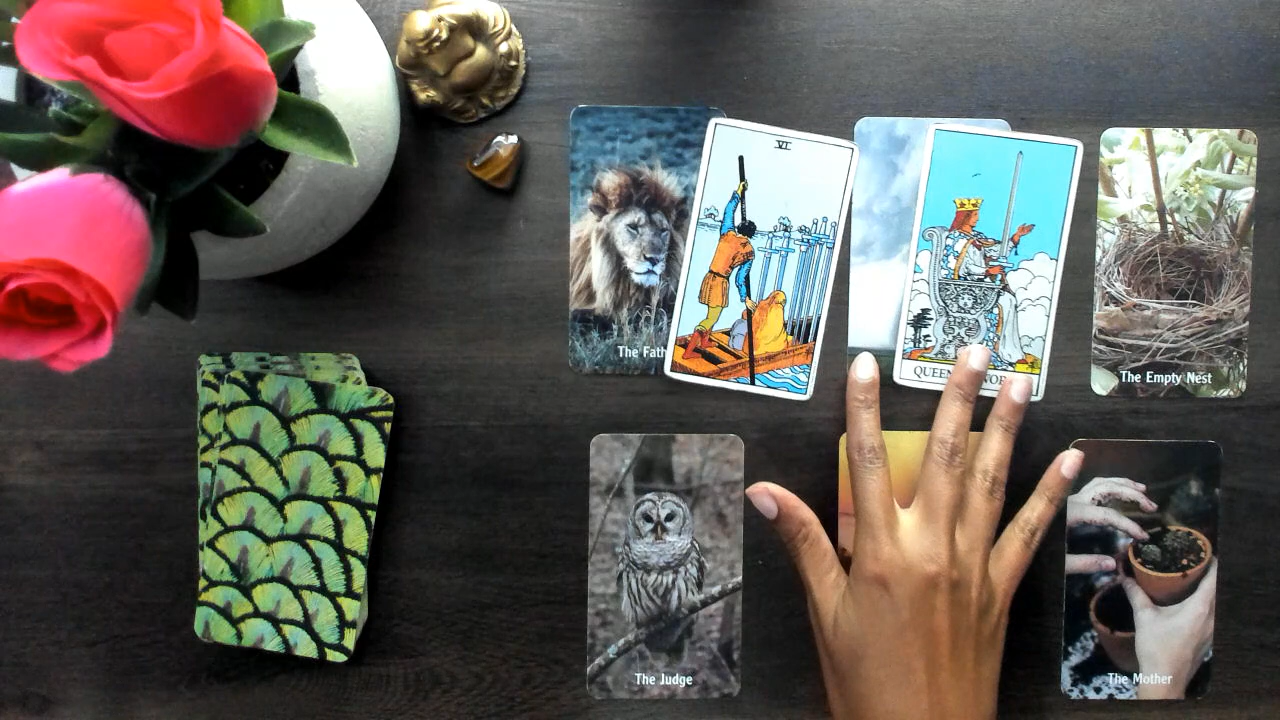 The Fath
VI
QUEEN
The Empty Nest
The Judge
The Mother